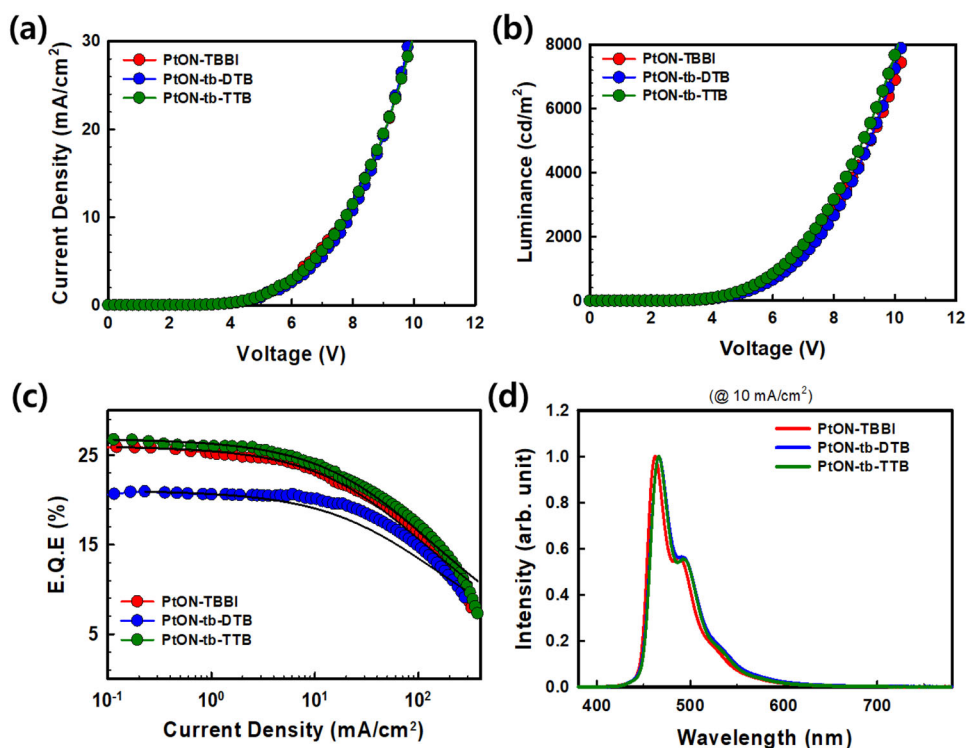 (a)
PtON-TBBI
PtON-tb-DTB
PtON-tb-TTB
Current Density (mA/cm²)
30
20
10
0
0 2 4 6 8 10 12
Voltage (V)
(b)
PtON-TBBI
PtON-tb-DTB
PtON-tb-TTB
Luminance (cd/m²)
8000
6000
4000
2000
0
0 2 4 6 8 10 12
Voltage (V)
(c)
E.Q.E (%)
25
15
5
PtON-TBBI
PtON-tb-DTB
PtON-tb-TTB
10⁻¹ 10⁰ 10¹ 10²
Current Density (mA/cm²)
(d)
(@ 10 mA/cm²)
PtON-TBBI
PtON-tb-DTB
PtON-tb-TTB
Intensity (arb. unit)
1.2
1.0
0.8
0.6
0.4
0.2
0.0
400 500 600 700
Wavelength (nm)